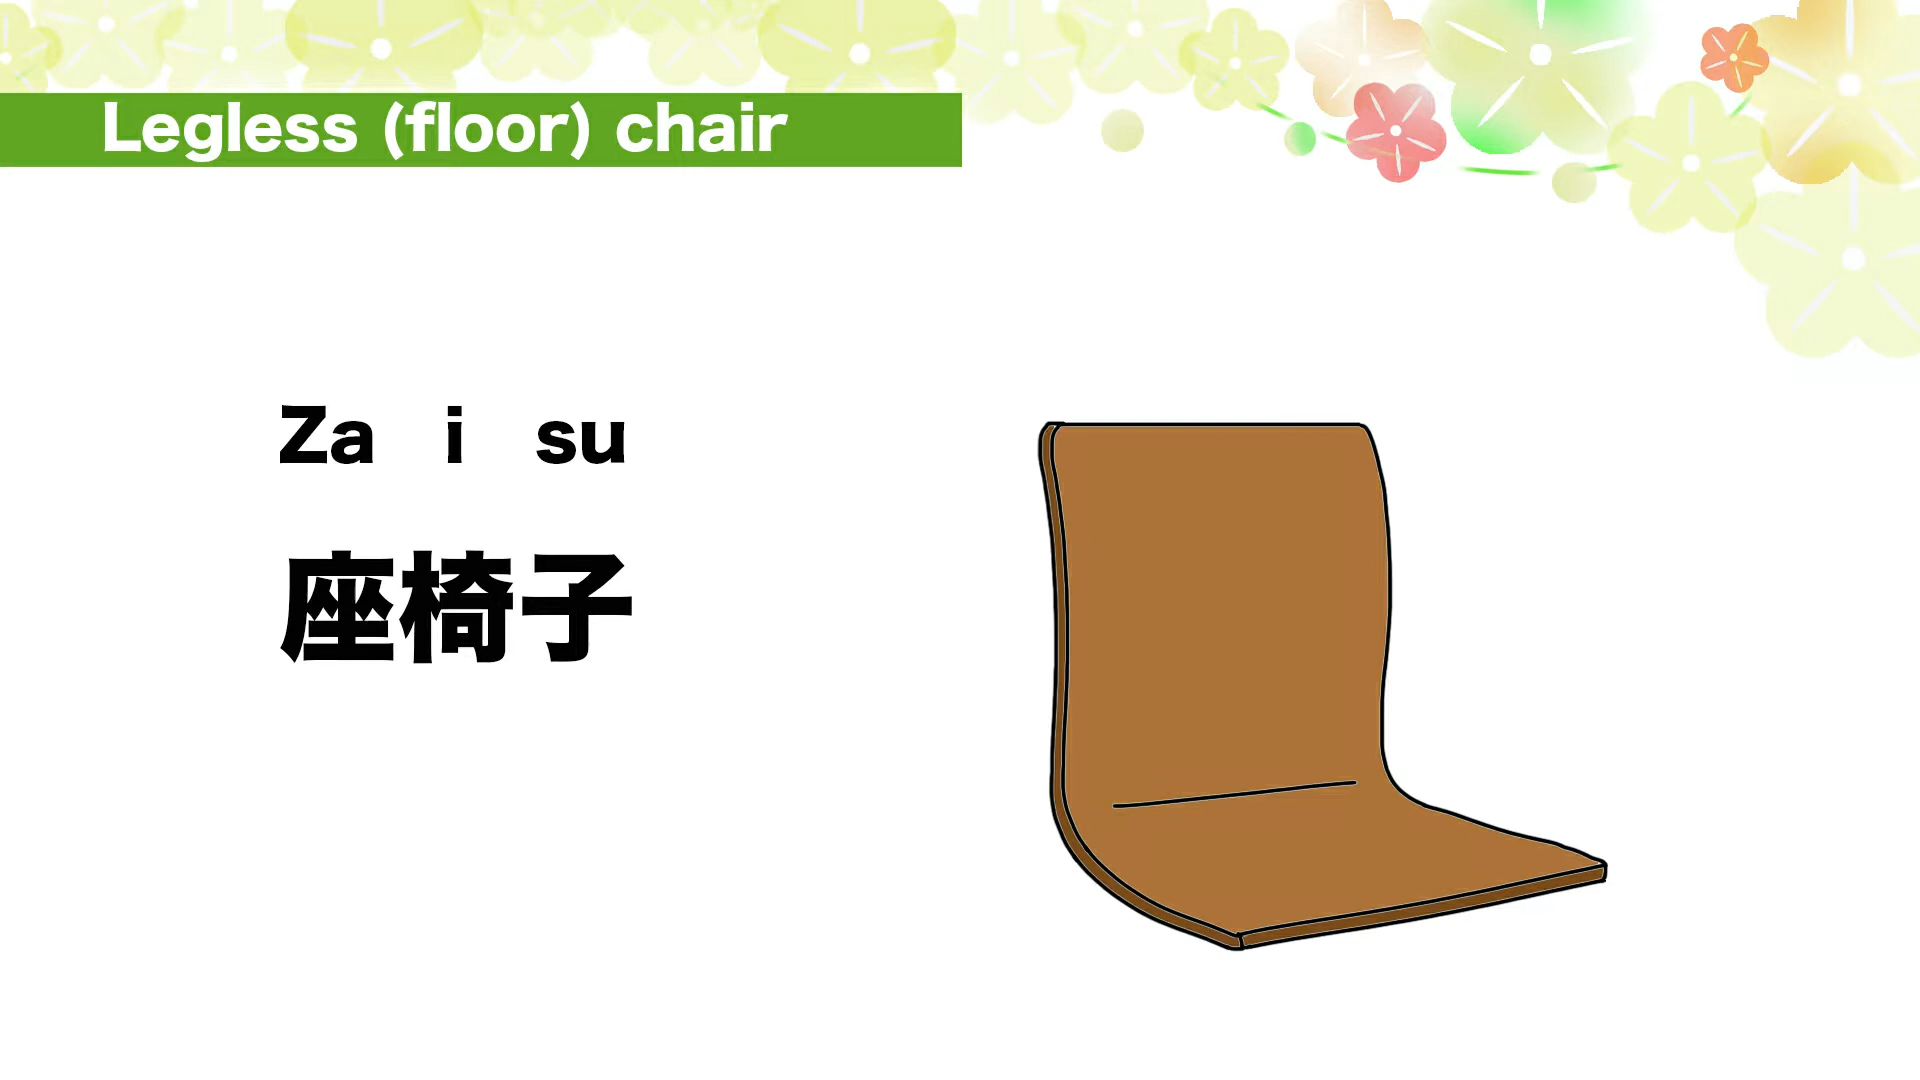 Legless (floor) chair
Za i su
座椅子